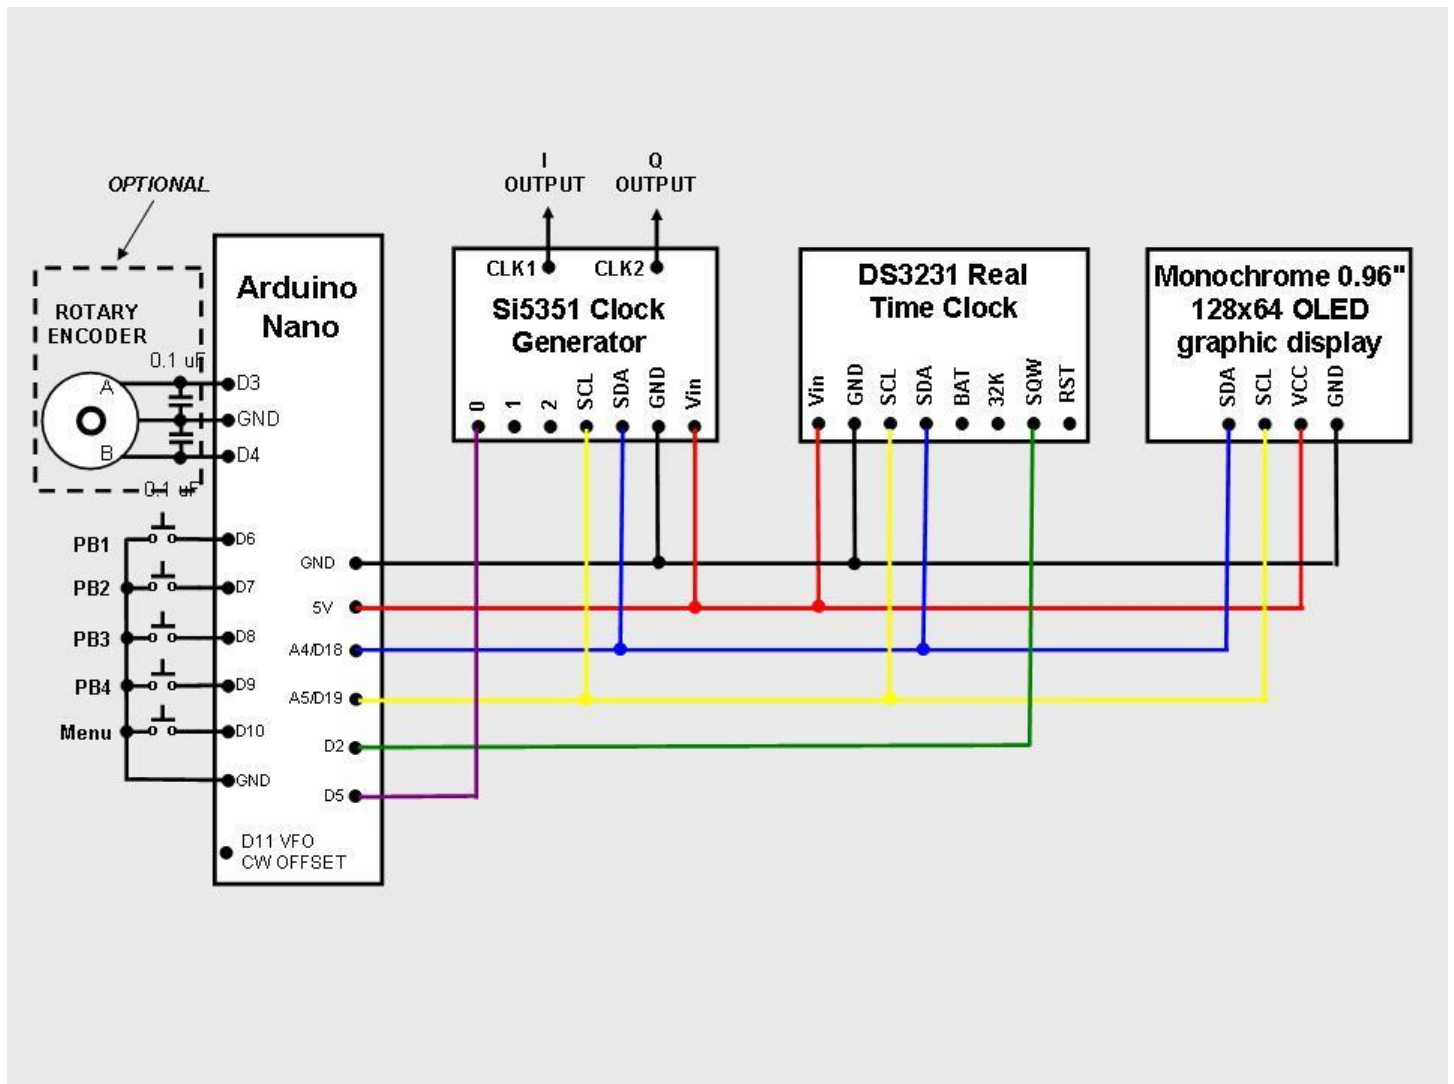 OPTIONAL
ROTARY
ENCODER
0.1 uF
A
B
0.1 uF
PB1
PB2
PB3
PB4
Menu
Arduino
Nano
D3
GND
D4
D6
D7
D8
D9
D10
GND
D11 VFO
CW OFFSET
GND
5V
A4/D18
A5/D19
D2
D5
I
OUTPUT
Q
OUTPUT
CLK1
CLK2
Si5351 Clock
Generator
0
1
2
SCL
SDA
GND
Vin
DS3231 Real
Time Clock
Vin
GND
SCL
SDA
BAT
32K
SQW
RST
Monochrome 0.96"
128x64 OLED
graphic display
SDA
SCL
VCC
GND